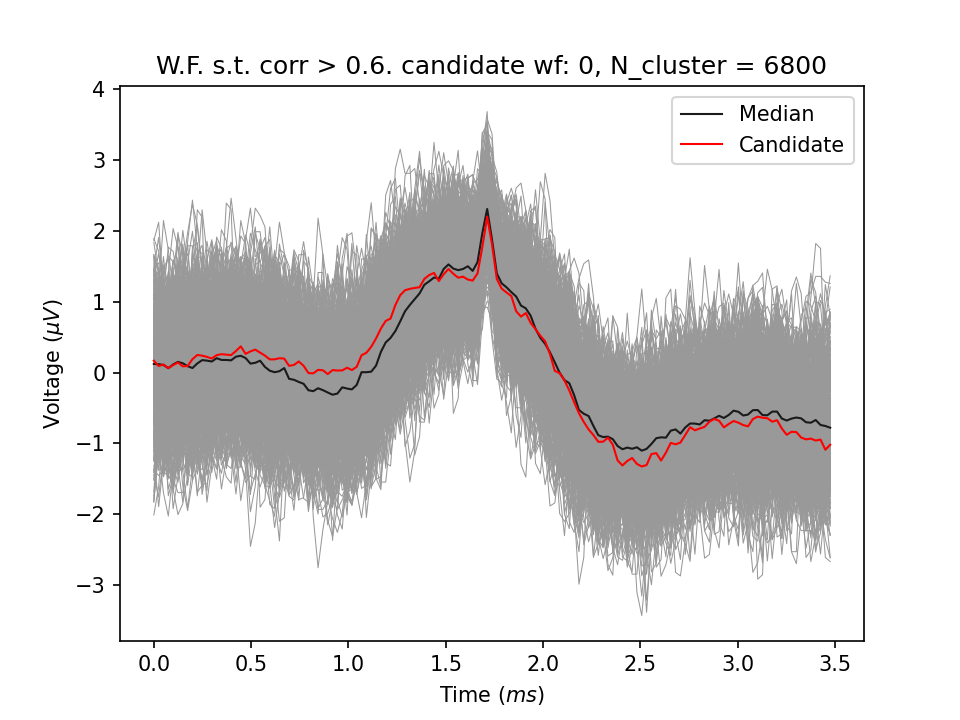 W.F. s.t. corr > 0.6. candidate wf: 0, N_cluster = 6800
Median
Candidate
4
3
2
1
0
−1
−2
−3
Voltage (μV)
0.0 0.5 1.0 1.5 2.0 2.5 3.0 3.5
Time (ms)